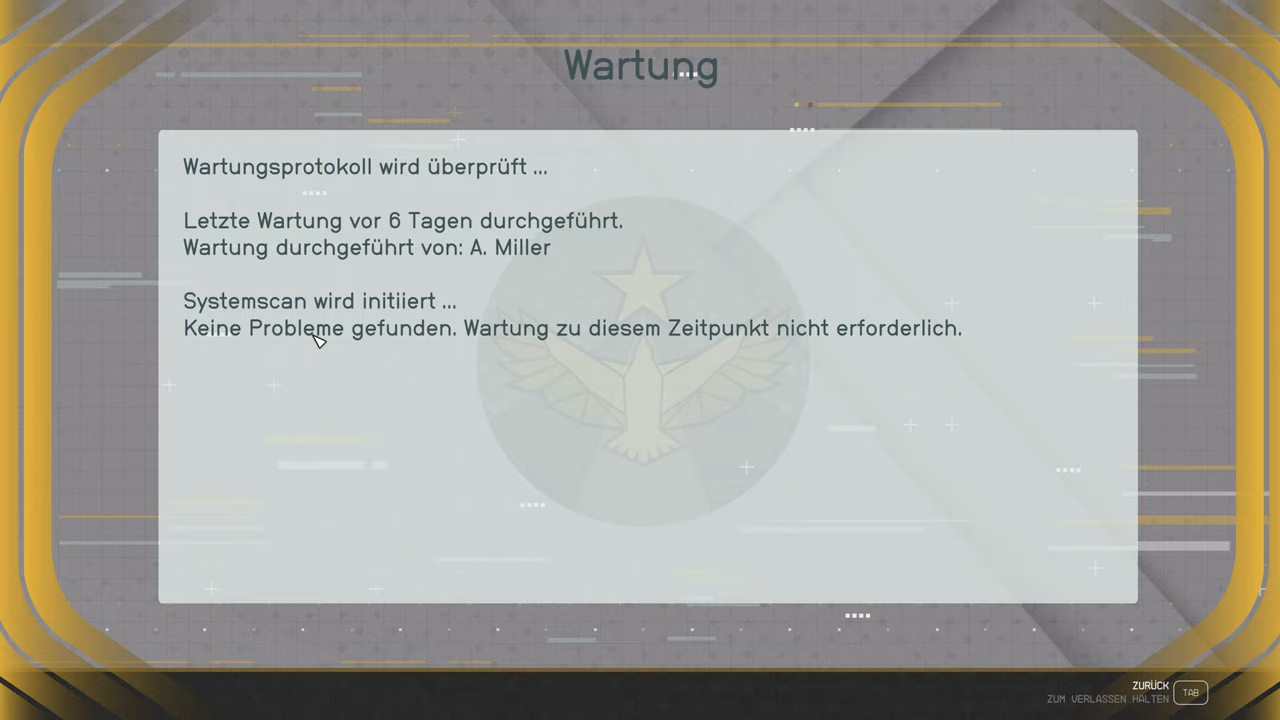 Wartung
Wartungsprotokoll wird überprüft ...
Letzte Wartung vor 6 Tagen durchgeführt.
Wartung durchgeführt von: A. Miller
Systemscan wird initiiert ...
Keine Probleme gefunden. Wartung zu diesem Zeitpunkt nicht erforderlich.
ZURÜCK
ZUM VERLASSEN HALTEN
TAB